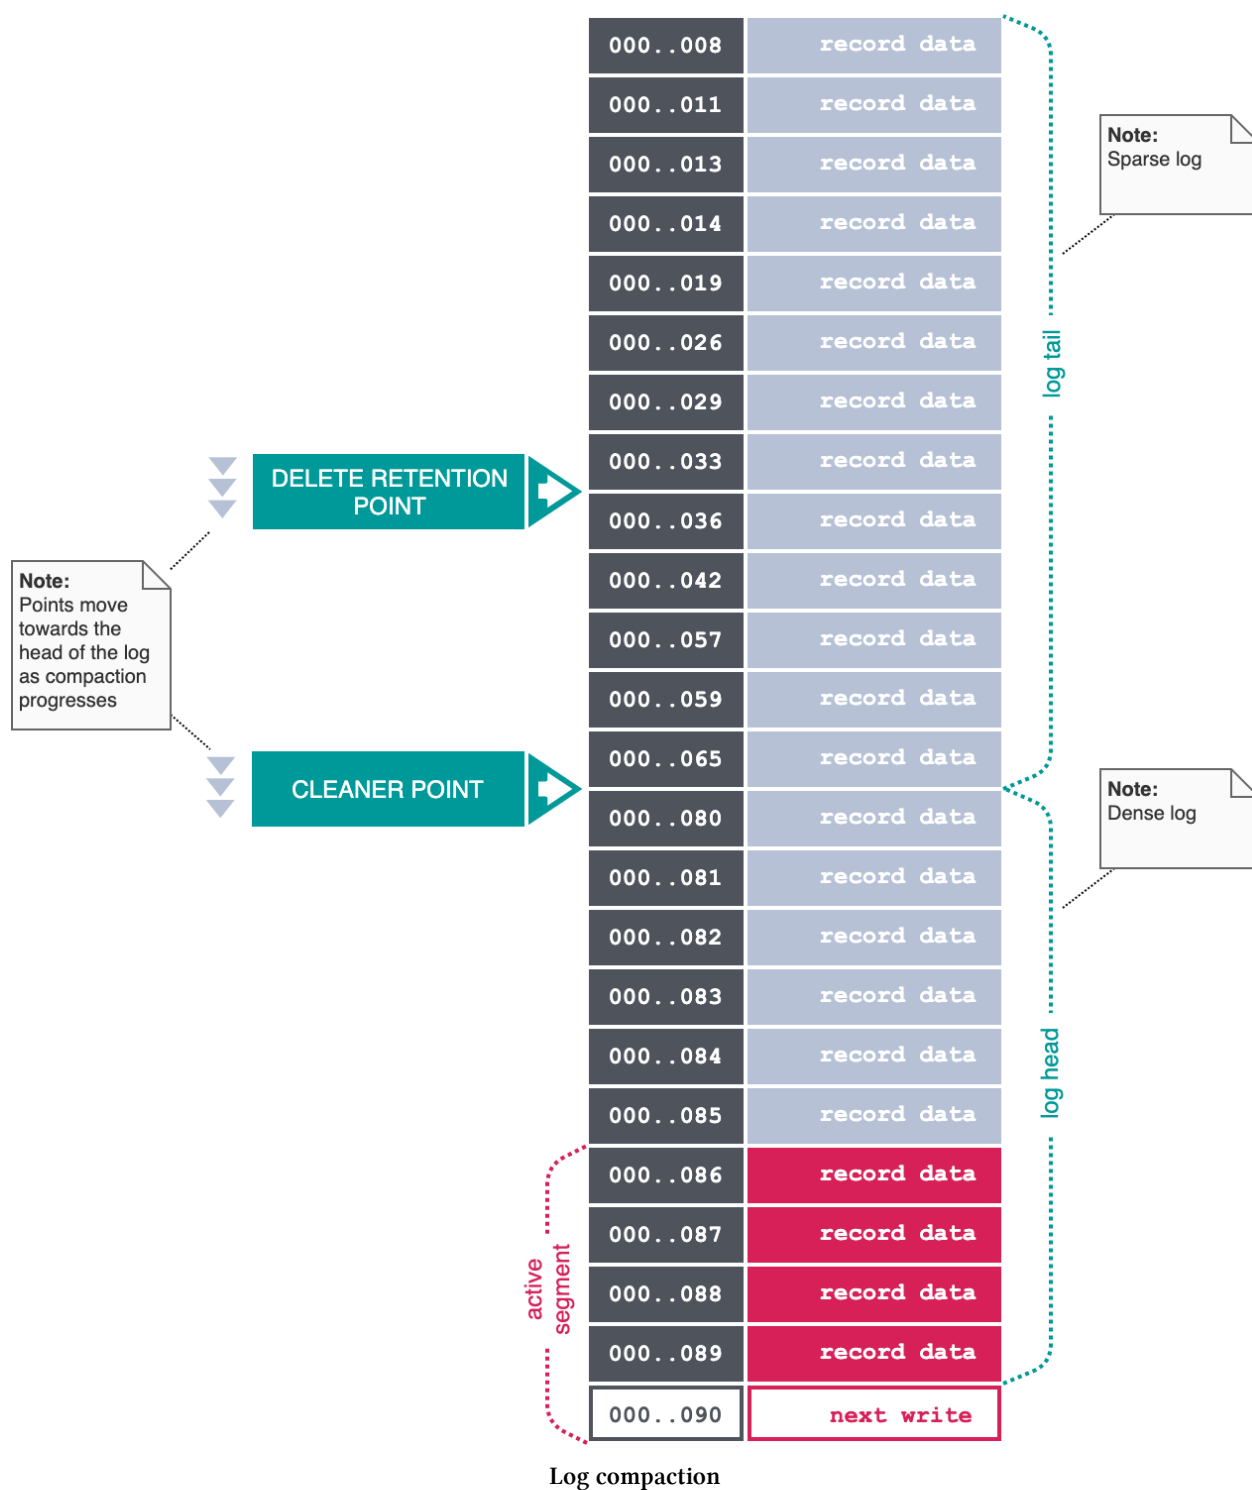 000..008 record data
000..011 record data
Note:
Sparse log
000..013 record data
000..014 record data
000..019 record data
000..026 record data
log tail
000..029 record data
000..033 record data
DELETE RETENTION
POINT
000..036 record data
000..042 record data
Note:
Points move
towards the
head of the log
as compaction
progresses
000..057 record data
000..059 record data
000..065 record data
CLEANER POINT
Note:
Dense log
000..080 record data
000..081 record data
000..082 record data
000..083 record data
000..084 record data
log head
000..085 record data
000..086 record data
000..087 record data
active
segment
000..088 record data
000..089 record data
000..090 next write
Log compaction